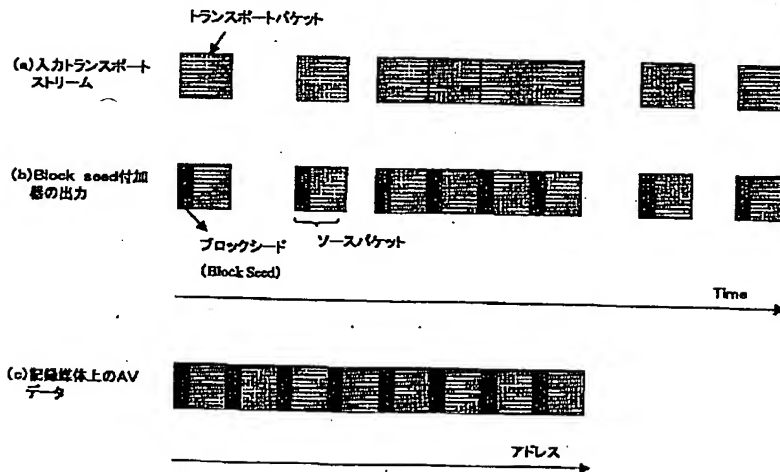 トランスポートパケット
(a)入力トランスポート
ストリーム
(b)Block seed付加
器の出力
ブロックシード
(Block Seed)
ソースパケット
Time
(c)記録媒体上のAV
データ
アドレス